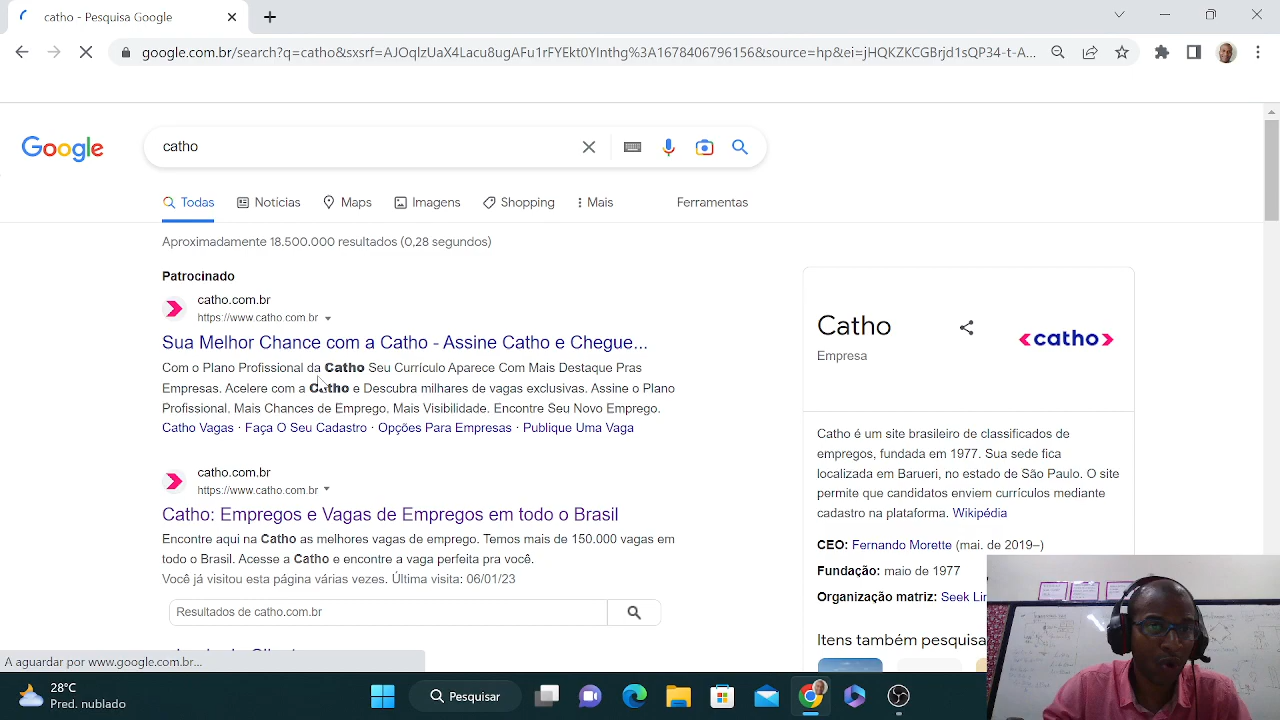 catho - Pesquisa Google
google.com.br/search?q=catho&sxsrf=AJOqlzUaX4Lacu8ugAFu1rFYEkt0YInthg%3A1678406796156&source=hp&ei=jHQKZKCGBrjd1sQP34-t-A...
Google
catho
Todas
Notícias
Maps
Imagens
Shopping
Mais
Ferramentas
Aproximadamente 18.500.000 resultados (0,28 segundos)
Patrocinado
catho.com.br
https://www.catho.com.br
Sua Melhor Chance com a Catho - Assine Catho e Chegue...
Com o Plano Profissional da Catho Seu Currículo Aparece Com Mais Destaque Pras
Empresas. Acelere com a Catho e Descubra milhares de vagas exclusivas. Assine o Plano
Profissional. Mais Chances de Emprego. Mais Visibilidade. Encontre Seu Novo Emprego.
Catho Vagas · Faça O Seu Cadastro · Opções Para Empresas · Publique Uma Vaga
catho.com.br
https://www.catho.com.br
Catho: Empregos e Vagas de Empregos em todo o Brasil
Encontre aqui na Catho as melhores vagas de emprego. Temos mais de 150.000 vagas em
todo o Brasil. Acesse a Catho e encontre a vaga perfeita pra você.
Você já visitou esta página várias vezes. Última visita: 06/01/23
Resultados de catho.com.br
Catho
Empresa
catho
Catho é um site brasileiro de classificados de
empregos, fundada em 1977. Sua sede fica
localizada em Barueri, no estado de São Paulo. O site
permite que candidatos enviem currículos mediante
cadastro na plataforma. Wikipédia
CEO: Fernando Morette (mai. de 2019–)
Fundação: maio de 1977
Organização matriz: Seek
Itens também
A aguardar por www.google.com.br...
28°C
Pred. nublado
Pesquisar